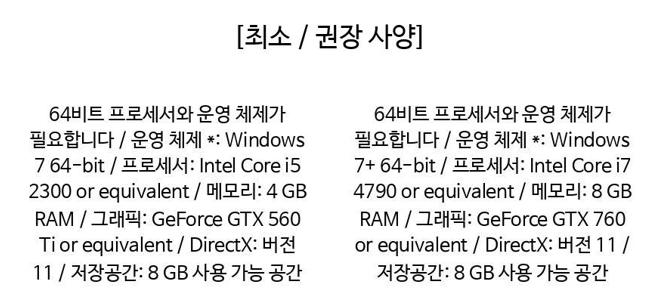 [최소 / 권장 사양]
64비트 프로세서와 운영 체제가
필요합니다 / 운영 체제 *: Windows
7 64-bit / 프로세서: Intel Core i5
2300 or equivalent / 메모리: 4 GB
RAM / 그래픽: GeForce GTX 560
Ti or equivalent / DirectX: 버전
11 / 저장공간: 8 GB 사용 가능 공간
64비트 프로세서와 운영 체제가
필요합니다 / 운영 체제 *: Windows
7+ 64-bit / 프로세서: Intel Core i7
4790 or equivalent / 메모리: 8 GB
RAM / 그래픽: GeForce GTX 760
or equivalent / DirectX: 버전 11 /
저장공간: 8 GB 사용 가능 공간